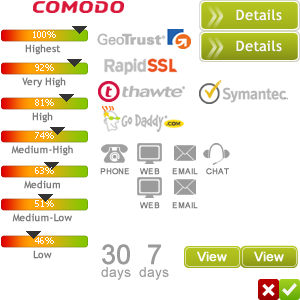 COMODO
100%
Highest
92%
Very High
81%
High
74%
Medium-High
63%
Medium
51%
Medium-Low
46%
Low
GeoTrust
RapidSSL
thawte
Go Daddy .COM
Symantec.
Details
Details
PHONE WEB EMAIL CHAT
WEB EMAIL
30 days
7 days
View
View